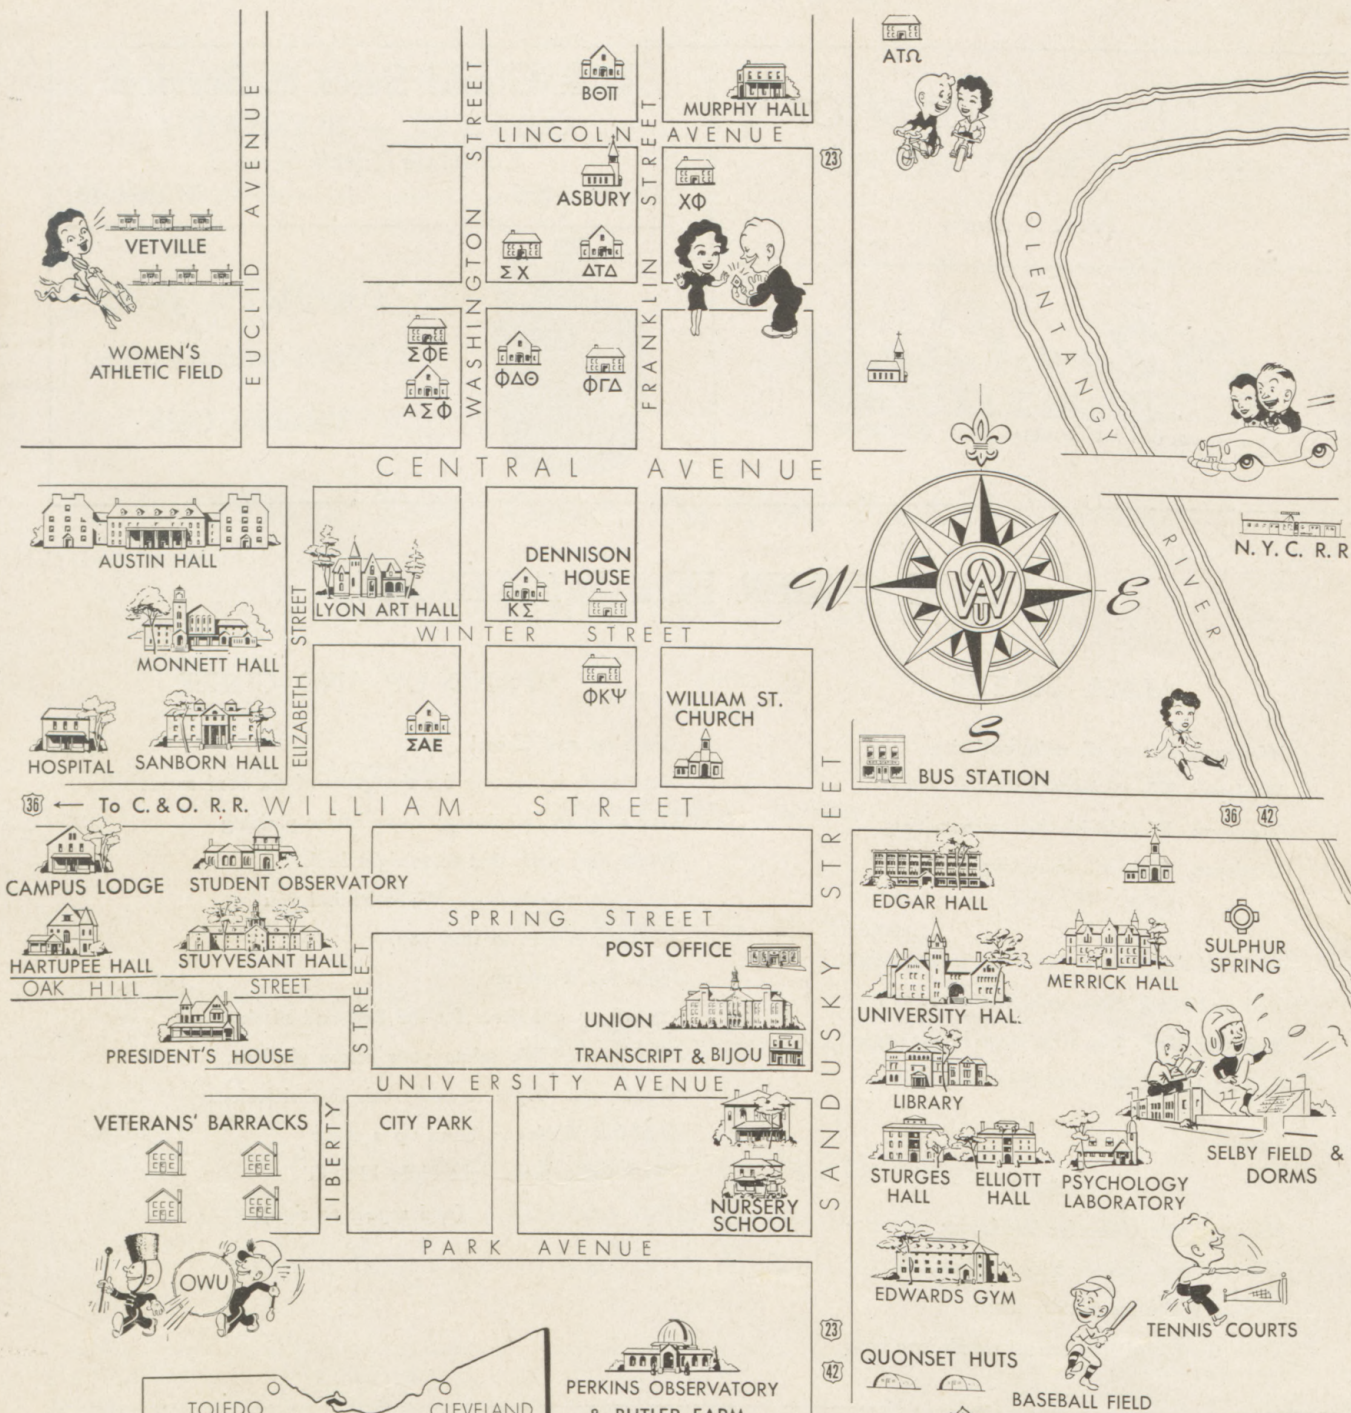 ΑΤΩ
ΒΘΠ
MURPHY HALL
LINCOLN AVENUE
23
ASBURY
ΧΦ
EUCLID AVENUE
WASHINGTON STREET
FRANKLIN STREET
VETVILLE
ΣΧ
ΔΤΔ
OLENTANGY
WOMEN'S
ATHLETIC FIELD
ΣΦΕ
ΦΔΘ
ΦΓΔ
ΑΣΦ
CENTRAL AVENUE
AUSTIN HALL
DENNISON
HOUSE
N. Y. C. R. R
RIVER
LYON ART HALL
ΚΣ
W
OWU
E
S
WINTER STREET
MONNETT HALL
ELIZABETH STREET
ΦΚΨ
WILLIAM ST.
CHURCH
ΣΑΕ
HOSPITAL
SANBORN HALL
BUS STATION
36 ← To C. & O. R. R.
WILLIAM STREET
36 42
CAMPUS LODGE
STUDENT OBSERVATORY
EDGAR HALL
SPRING STREET
HARTUPEE HALL
STUYVESANT HALL
POST OFFICE
SULPHUR
SPRING
MERRICK HALL
OAK HILL STREET
UNION
UNIVERSITY HAL.
PRESIDENT'S HOUSE
TRANSCRIPT & BIJOU
UNIVERSITY AVENUE
LIBRARY
SANDUSKY STREET
VETERANS' BARRACKS
LIBERTY STREET
CITY PARK
SELBY FIELD &
DORMS
STURGES
HALL
ELLIOTT
HALL
PSYCHOLOGY
LABORATORY
NURSERY
SCHOOL
PARK AVENUE
OWU
EDWARDS GYM
TENNIS COURTS
23
42
QUONSET HUTS
PERKINS OBSERVATORY
& BUTLER FARM
BASEBALL FIELD
TOLEDO
CLEVELAND